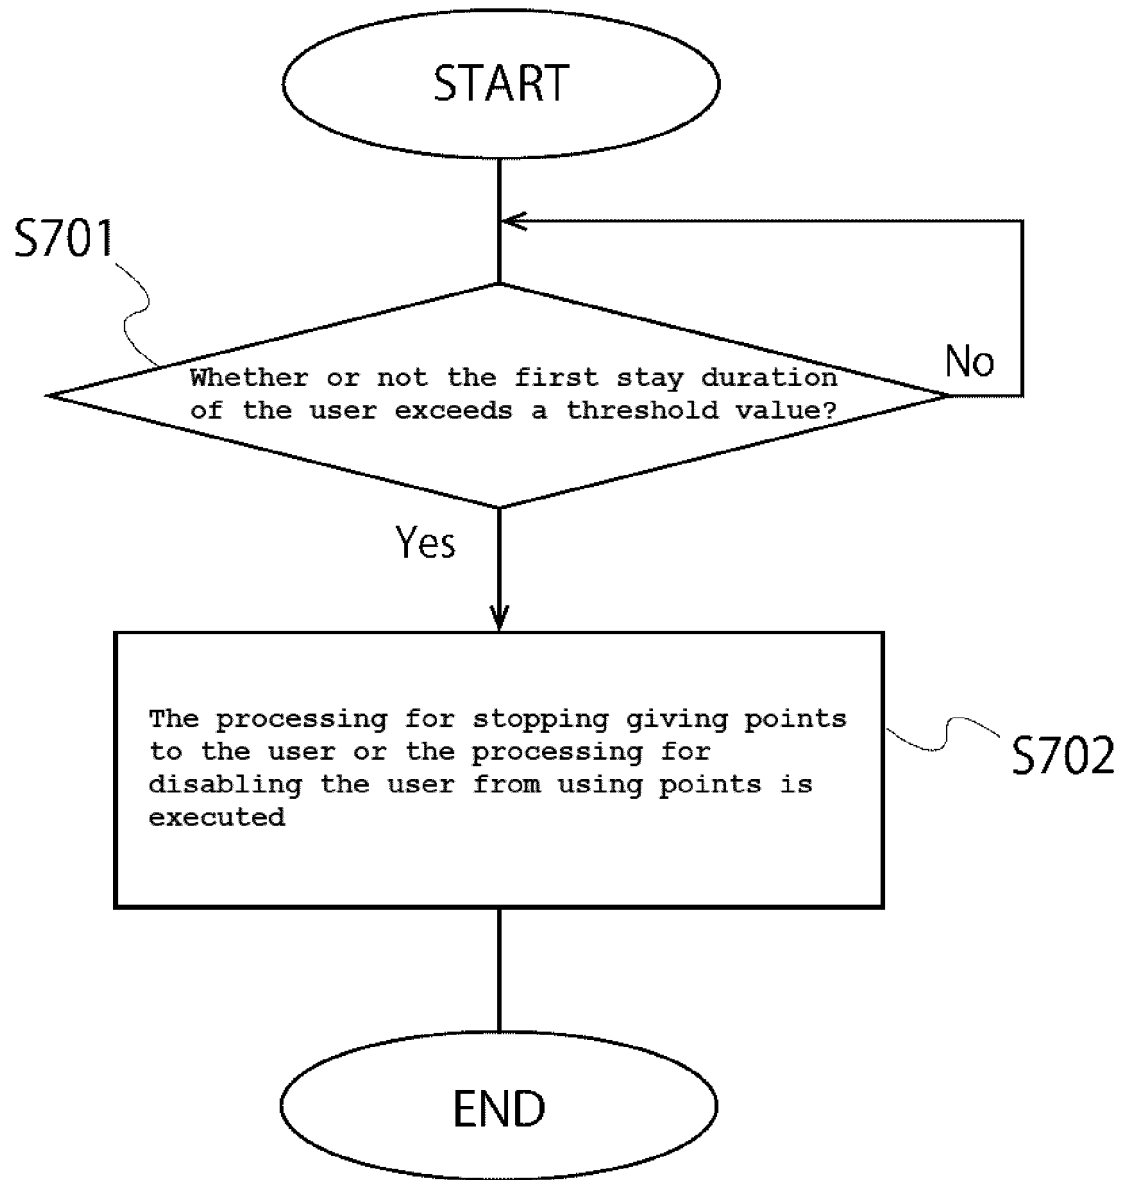 START
S701
Whether or not the first stay duration
of the user exceeds a threshold value?
No
Yes
The processing for stopping giving points
to the user or the processing for
disabling the user from using points is
executed
S702
END